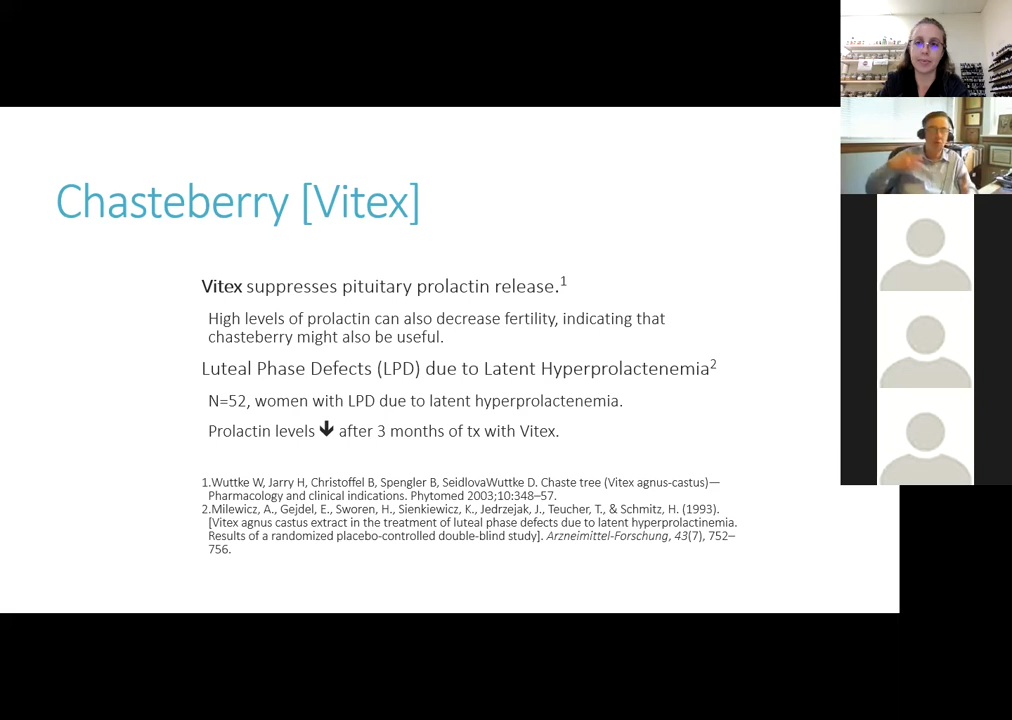 Chasteberry [Vitex]
Vitex suppresses pituitary prolactin release.1
High levels of prolactin can also decrease fertility, indicating that
chasteberry might also be useful.
Luteal Phase Defects (LPD) due to Latent Hyperprolactenemia2
N=52, women with LPD due to latent hyperprolactenemia.
Prolactin levels 🡻 after 3 months of tx with Vitex.
1.Wuttke W, Jarry H, Christoffel B, Spengler B, SeidlovaWuttke D. Chaste tree (Vitex agnus-castus)—
Pharmacology and clinical indications. Phytomed 2003;10:348–57.
2.Milewicz, A., Gejdel, E., Sworen, H., Sienkiewicz, K., Jedrzejak, J., Teucher, T., & Schmitz, H. (1993).
[Vitex agnus castus extract in the treatment of luteal phase defects due to latent hyperprolactinemia.
Results of a randomized placebo-controlled double-blind study]. Arzneimittel-Forschung, 43(7), 752–
756.